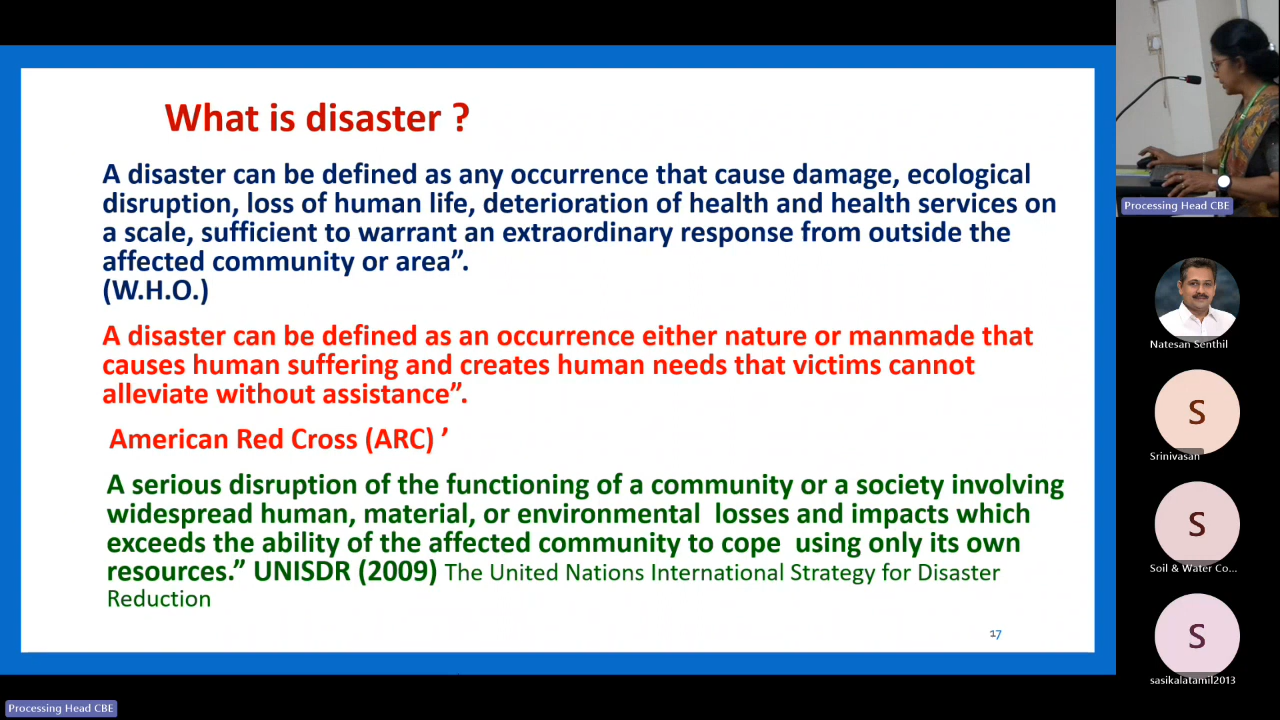 What is disaster ?
A disaster can be defined as any occurrence that cause damage, ecological
disruption, loss of human life, deterioration of health and health services on
a scale, sufficient to warrant an extraordinary response from outside the
affected community or area”.
(W.H.O.)
A disaster can be defined as an occurrence either nature or manmade that
causes human suffering and creates human needs that victims cannot
alleviate without assistance”.
American Red Cross (ARC) ’
A serious disruption of the functioning of a community or a society involving
widespread human, material, or environmental losses and impacts which
exceeds the ability of the affected community to cope using only its own
resources.” UNISDR (2009) The United Nations International Strategy for Disaster
Reduction
17
Processing Head CBE
Natesan Senthil
S
Srinivasan
S
Soil & Water Co...
S
sasikalatamil2013
Processing Head CBE